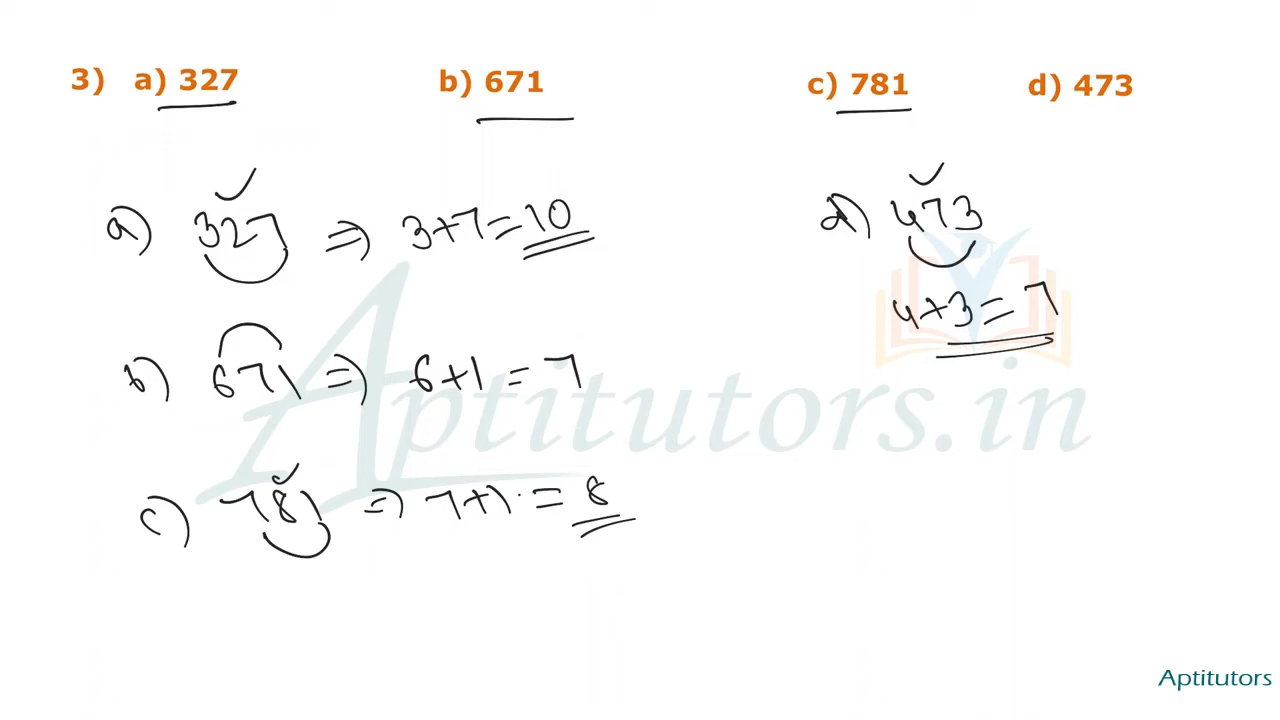 3) a) 327 b) 671 c) 781 d) 473
a) 327 ⇒ 3+7=10
d) 473
4+3=7
b) 671 ⇒ 6+1=7
Aptitutors.in
c) 781 ⇒ 7+1=8
Aptitutors